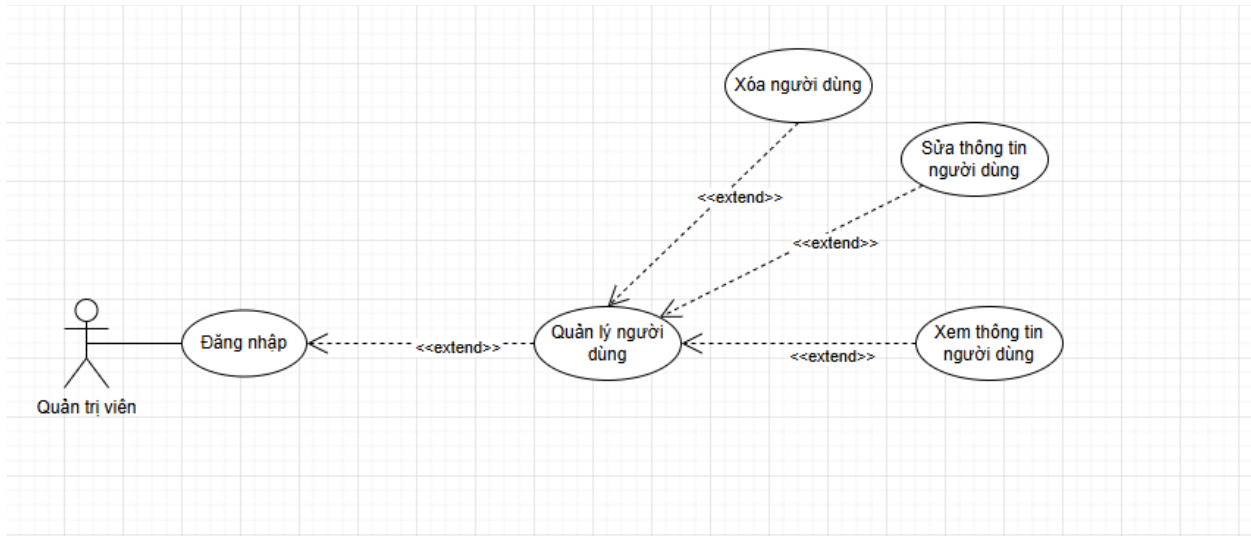 Xóa người dùng
Sửa thông tin
người dùng
<<extend>>
<<extend>>
Quản lý người
dùng
Xem thông tin
người dùng
Đăng nhập
<<extend>>
<<extend>>
Quản trị viên